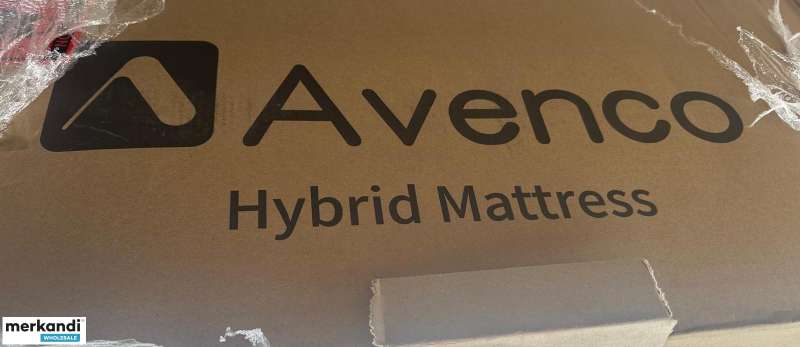 Avenco
Hybrid Mattress
merkandi
WHOLESALE